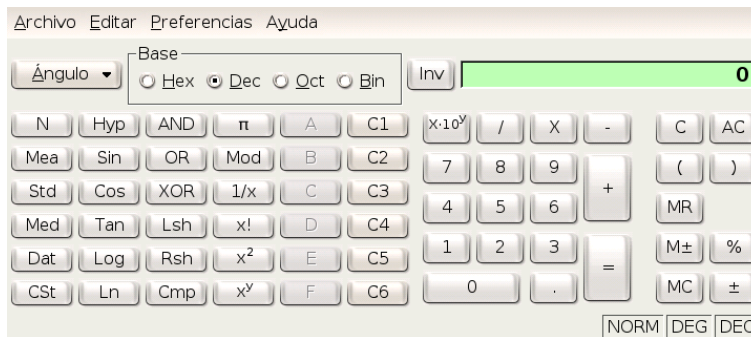 Archivo Editar Preferencias Ayuda
Base
Ángulo Hex Dec Oct Bin Inv 0
N Hyp AND π A C1 X·10^y / X - C AC
Mea Sin OR Mod B C2 7 8 9 + ( )
Std Cos XOR 1/x C C3 4 5 6 MR
Med Tan Lsh x! D C4 1 2 3 = M± %
Dat Log Rsh x² E C5
CSt Ln Cmp x^y F C6 0 . MC ±
NORM DEG DEC